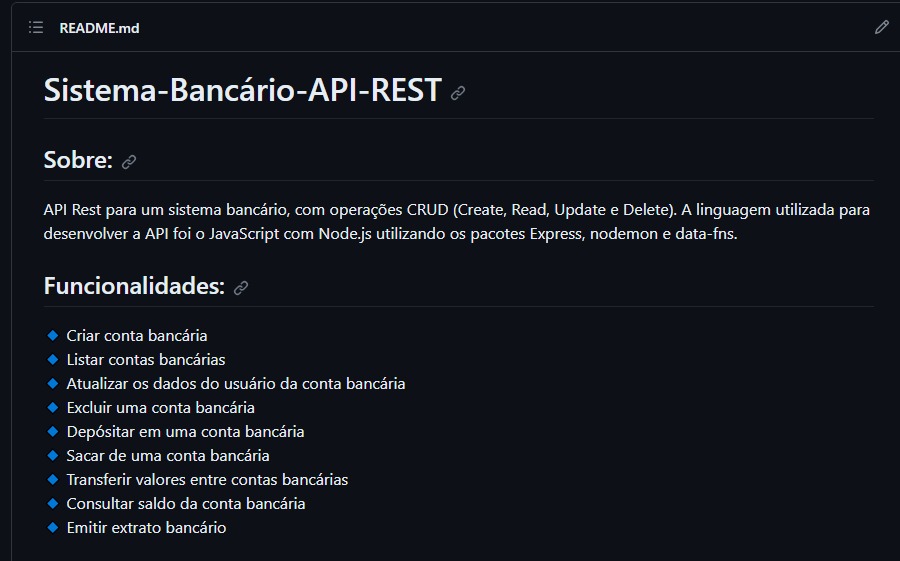 README.md
Sistema-Bancário-API-REST
Sobre:
API Rest para um sistema bancário, com operações CRUD (Create, Read, Update e Delete). A linguagem utilizada para
desenvolver a API foi o JavaScript com Node.js utilizando os pacotes Express, nodemon e data-fns.
Funcionalidades:
Criar conta bancária
Listar contas bancárias
Atualizar os dados do usuário da conta bancária
Excluir uma conta bancária
Depósitar em uma conta bancária
Sacar de uma conta bancária
Transferir valores entre contas bancárias
Consultar saldo da conta bancária
Emitir extrato bancário